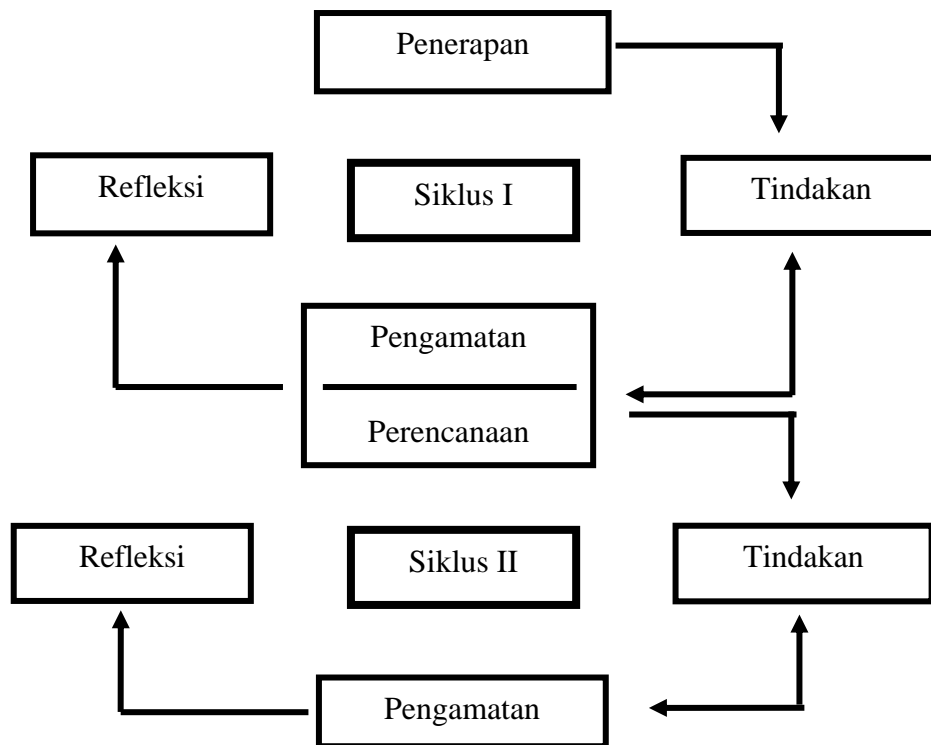 Penerapan
Refleksi
Siklus I
Tindakan
Pengamatan
Perencanaan
Refleksi
Siklus II
Tindakan
Pengamatan